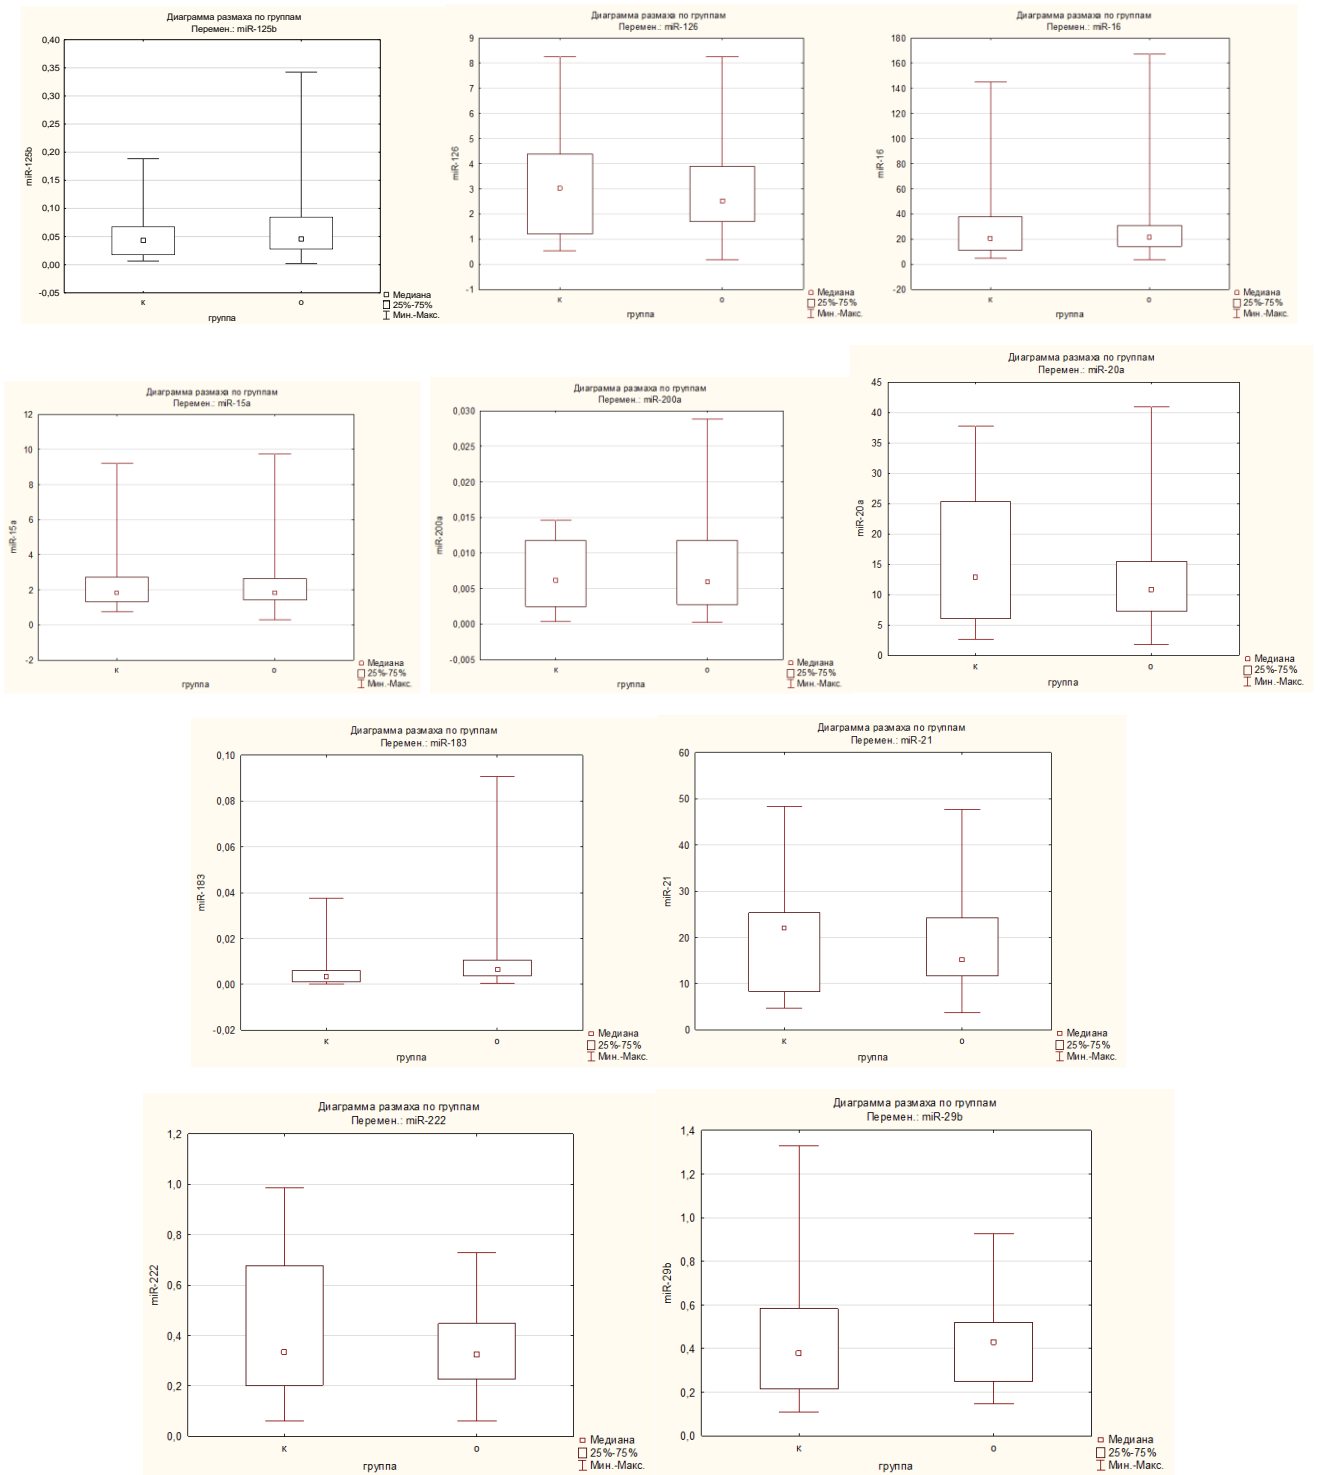 Диаграмма размаха по группам
Перемен.: miR-125b
0,40
0,35
0,30
0,25
0,20
0,15
0,10
0,05
0,00
-0,05
miR-125b
к
о
группа
Медиана
25%-75%
Мин.-Макс.
Диаграмма размаха по группам
Перемен.: miR-126
9
8
7
6
5
4
3
2
1
0
-1
miR-126
к
о
группа
Медиана
25%-75%
Мин.-Макс.
Диаграмма размаха по группам
Перемен.: miR-16
180
160
140
120
100
80
60
40
20
0
-20
miR-16
к
о
группа
Медиана
25%-75%
Мин.-Макс.
Диаграмма размаха по группам
Перемен.: miR-15a
12
10
8
6
4
2
0
-2
miR-15a
к
о
группа
Медиана
25%-75%
Мин.-Макс.
Диаграмма размаха по группам
Перемен.: miR-200a
0,030
0,025
0,020
0,015
0,010
0,005
0,000
-0,005
miR-200a
к
о
группа
Медиана
25%-75%
Мин.-Макс.
Диаграмма размаха по группам
Перемен.: miR-20a
45
40
35
30
25
20
15
10
5
0
miR-20a
к
о
группа
Медиана
25%-75%
Мин.-Макс.
Диаграмма размаха по группам
Перемен.: miR-183
0,10
0,08
0,06
0,04
0,02
0,00
-0,02
miR-183
к
о
группа
Медиана
25%-75%
Мин.-Макс.
Диаграмма размаха по группам
Перемен.: miR-21
60
50
40
30
20
10
0
miR-21
к
о
группа
Медиана
25%-75%
Мин.-Макс.
Диаграмма размаха по группам
Перемен.: miR-222
1,2
1,0
0,8
0,6
0,4
0,2
0,0
miR-222
к
о
группа
Медиана
25%-75%
Мин.-Макс.
Диаграмма размаха по группам
Перемен.: miR-29b
1,4
1,2
1,0
0,8
0,6
0,4
0,2
0,0
miR-29b
к
о
группа
Медиана
25%-75%
Мин.-Макс.